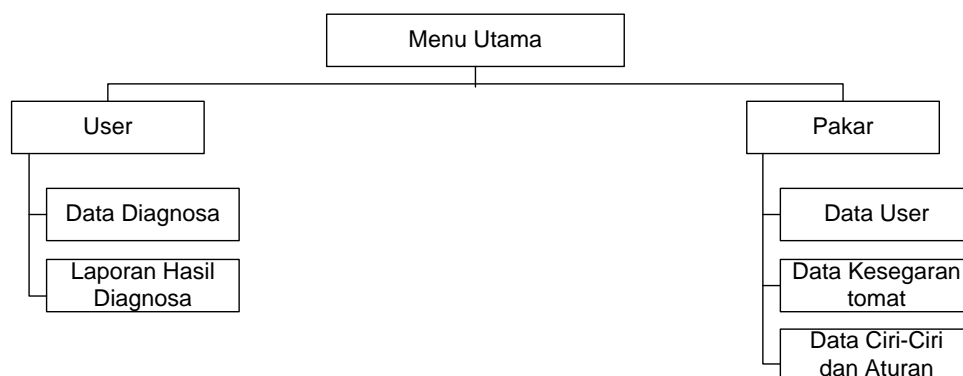 Menu Utama
User
Pakar
Data Diagnosa
Laporan Hasil
Diagnosa
Data User
Data Kesegaran
tomat
Data Ciri-Ciri
dan Aturan